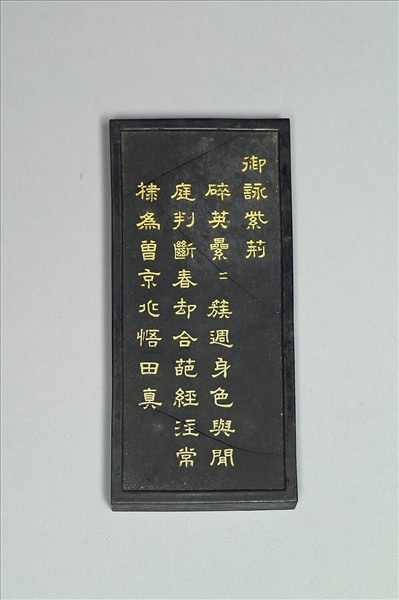 御詠紫荊
碎英纍〻簇週身色與閒
庭判斷春却合葩經注常
棣為曾京兆悟田真